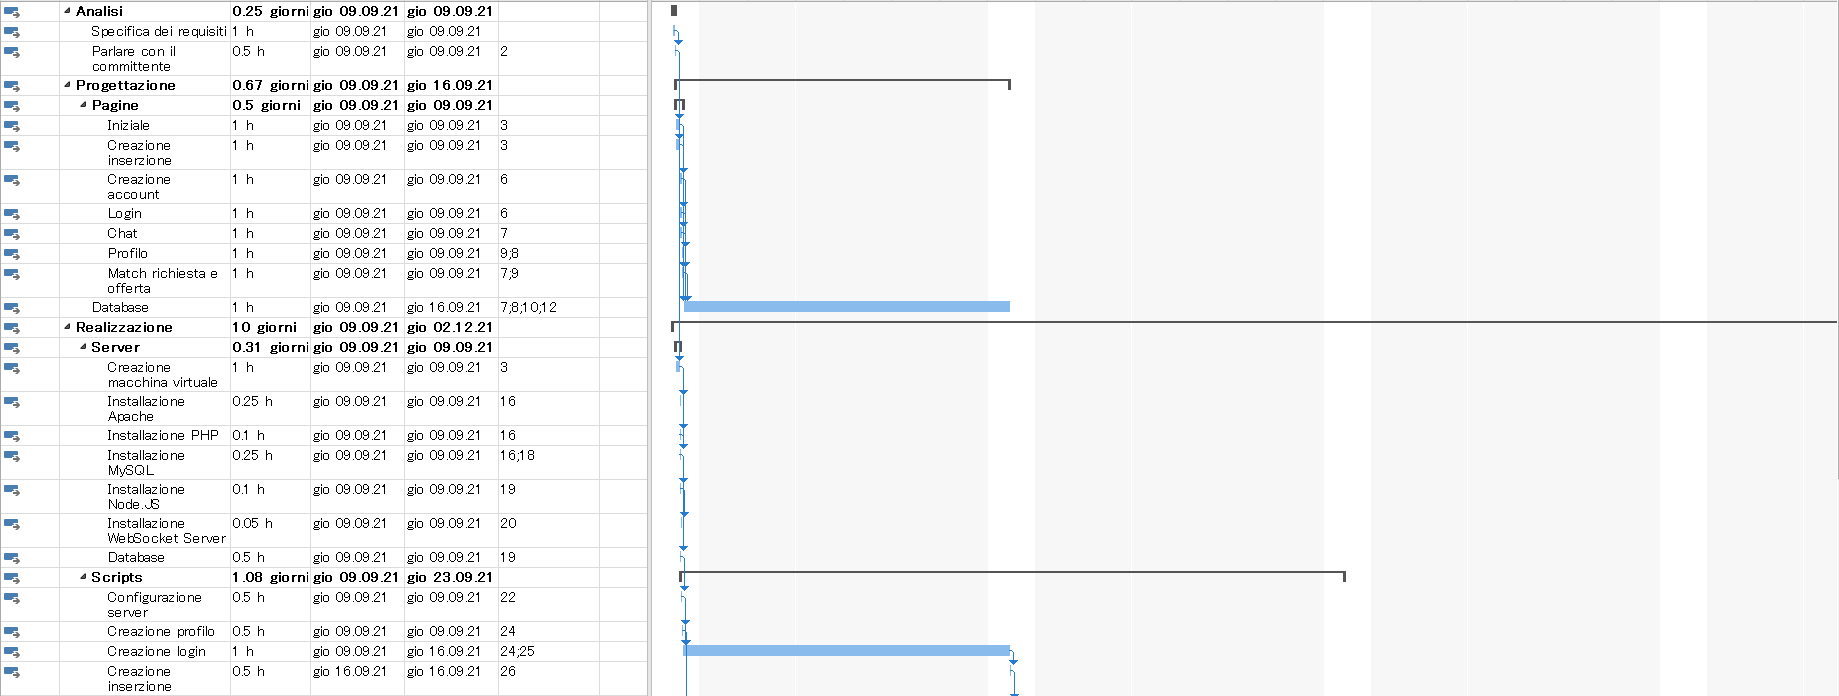 Analisi 0.25 giorni gio 09.09.21 gio 09.09.21
Specifica dei requisiti 1 h gio 09.09.21 gio 09.09.21
Parlare con il 0.5 h gio 09.09.21 gio 09.09.21 2
committente
Progettazione 0.67 giorni gio 09.09.21 gio 16.09.21
Pagine 0.5 giorni gio 09.09.21 gio 09.09.21
Iniziale 1 h gio 09.09.21 gio 09.09.21 3
Creazione 1 h gio 09.09.21 gio 09.09.21 3
inserzione
Creazione 1 h gio 09.09.21 gio 09.09.21 6
account
Login 1 h gio 09.09.21 gio 09.09.21 6
Chat 1 h gio 09.09.21 gio 09.09.21 7
Profilo 1 h gio 09.09.21 gio 09.09.21 9;8
Match richiesta e 1 h gio 09.09.21 gio 09.09.21 7;9
offerta
Database 1 h gio 09.09.21 gio 16.09.21 7;8;10;12
Realizzazione 10 giorni gio 09.09.21 gio 02.12.21
Server 0.31 giorni gio 09.09.21 gio 09.09.21
Creazione 1 h gio 09.09.21 gio 09.09.21 3
macchina virtuale
Installazione 0.25 h gio 09.09.21 gio 09.09.21 16
Apache
Installazione PHP 0.1 h gio 09.09.21 gio 09.09.21 16
Installazione 0.25 h gio 09.09.21 gio 09.09.21 16;18
MySQL
Installazione 0.1 h gio 09.09.21 gio 09.09.21 19
Node.JS
Installazione 0.05 h gio 09.09.21 gio 09.09.21 20
WebSocket Server
Database 0.5 h gio 09.09.21 gio 09.09.21 19
Scripts 1.08 giorni gio 09.09.21 gio 23.09.21
Configurazione 0.5 h gio 09.09.21 gio 09.09.21 22
server
Creazione profilo 0.5 h gio 09.09.21 gio 09.09.21 24
Creazione login 1 h gio 09.09.21 gio 16.09.21 24;25
Creazione 0.5 h gio 16.09.21 gio 16.09.21 26
inserzione